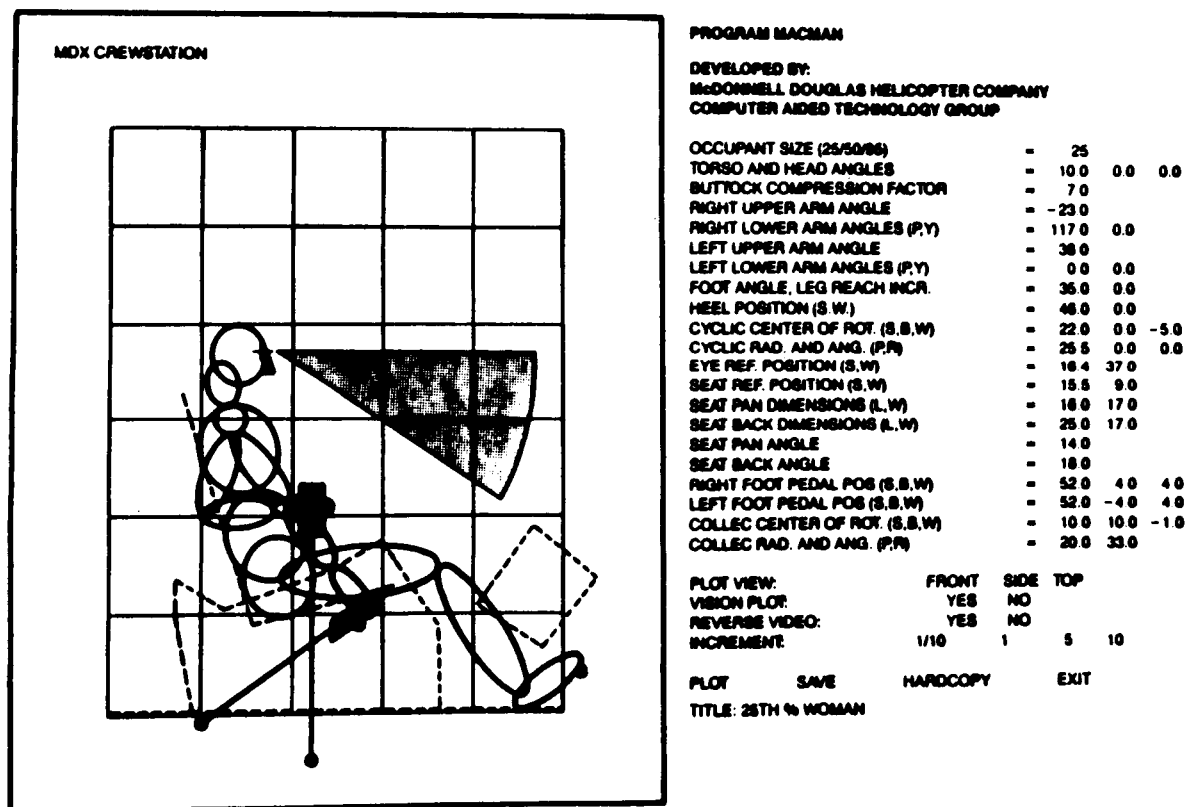 MDX CREWSTATION
PROGRAM MACMAN
DEVELOPED BY:
McDONNELL DOUGLAS HELICOPTER COMPANY
COMPUTER AIDED TECHNOLOGY GROUP
OCCUPANT SIZE (25/50/95) = 25
TORSO AND HEAD ANGLES = 10.0 0.0 0.0
BUTTOCK COMPRESSION FACTOR = 7.0
RIGHT UPPER ARM ANGLE = -23.0
RIGHT LOWER ARM ANGLES (P,Y) = 117.0 0.0
LEFT UPPER ARM ANGLE = 38.0
LEFT LOWER ARM ANGLES (P,Y) = 0.0 0.0
FOOT ANGLE, LEG REACH INCR. = 35.0 0.0
HEEL POSITION (S.W.) = 46.0 0.0
CYCLIC CENTER OF ROT. (S,B,W) = 22.0 0.0 -5.0
CYCLIC RAD. AND ANG. (P,R) = 25.5 0.0 0.0
EYE REF. POSITION (S,W) = 16.4 37.0
SEAT REF. POSITION (S,W) = 15.5 9.0
SEAT PAN DIMENSIONS (L,W) = 16.0 17.0
SEAT BACK DIMENSIONS (L,W) = 25.0 17.0
SEAT PAN ANGLE = 14.0
SEAT BACK ANGLE = 18.0
RIGHT FOOT PEDAL POS (S,B,W) = 52.0 4.0 4.0
LEFT FOOT PEDAL POS (S,B,W) = 52.0 -4.0 4.0
COLLEC CENTER OF ROT. (S,B,W) = 10.0 10.0 -1.0
COLLEC RAD. AND ANG. (P,R) = 20.0 33.0
PLOT VIEW: FRONT SIDE TOP
VISION PLOT: YES NO
REVERSE VIDEO: YES NO
INCREMENT: 1/10 1 5 10
PLOT SAVE HARDCOPY EXIT
TITLE: 25TH % WOMAN